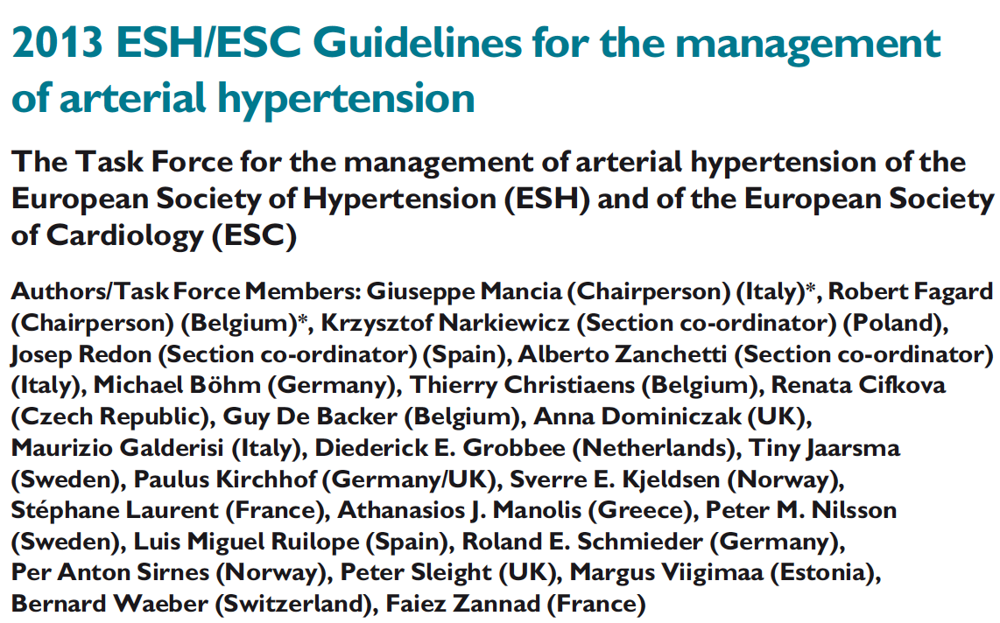 2013 ESH/ESC Guidelines for the management
of arterial hypertension
The Task Force for the management of arterial hypertension of the
European Society of Hypertension (ESH) and of the European Society
of Cardiology (ESC)
Authors/Task Force Members: Giuseppe Mancia (Chairperson) (Italy)*, Robert Fagard
(Chairperson) (Belgium)*, Krzysztof Narkiewicz (Section co-ordinator) (Poland),
Josep Redon (Section co-ordinator) (Spain), Alberto Zanchetti (Section co-ordinator)
(Italy), Michael Böhm (Germany), Thierry Christiaens (Belgium), Renata Cifkova
(Czech Republic), Guy De Backer (Belgium), Anna Dominiczak (UK),
Maurizio Galderisi (Italy), Diederick E. Grobbee (Netherlands), Tiny Jaarsma
(Sweden), Paulus Kirchhof (Germany/UK), Sverre E. Kjeldsen (Norway),
Stéphane Laurent (France), Athanasios J. Manolis (Greece), Peter M. Nilsson
(Sweden), Luis Miguel Ruilope (Spain), Roland E. Schmieder (Germany),
Per Anton Sirnes (Norway), Peter Sleight (UK), Margus Viigimaa (Estonia),
Bernard Waeber (Switzerland), Faiez Zannad (France)